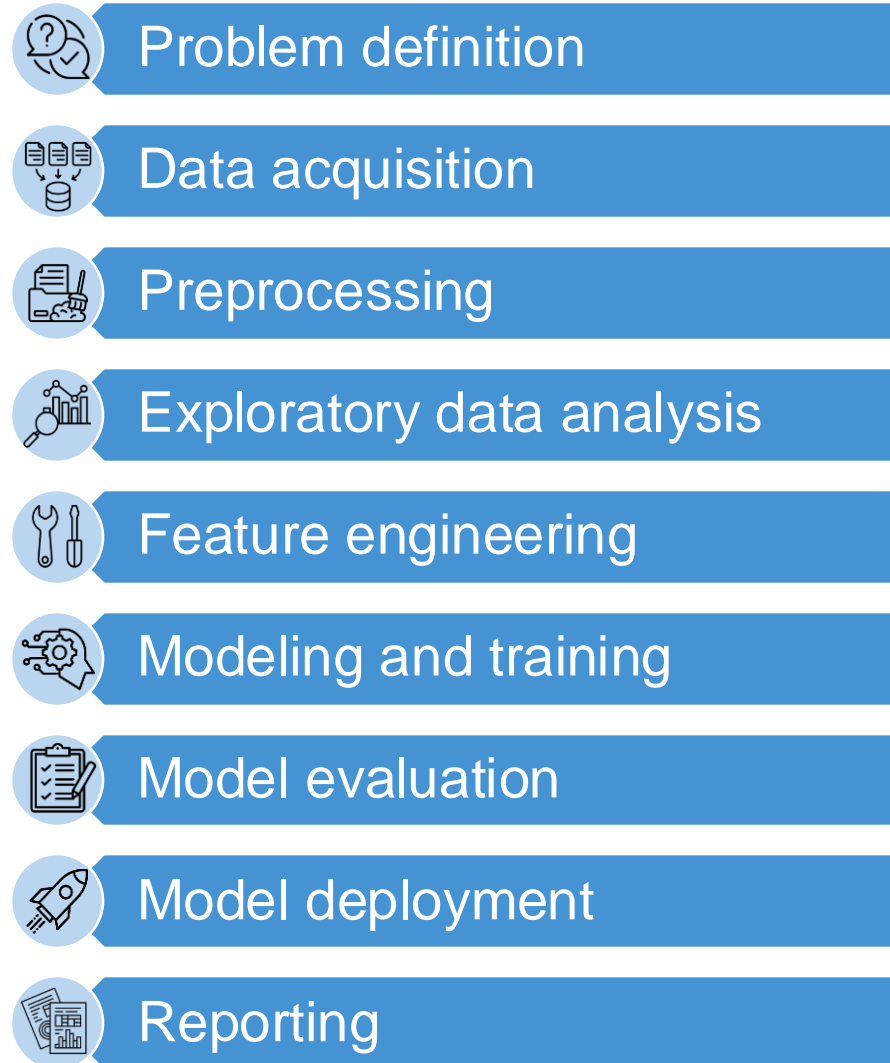 Problem definition
Data acquisition
Preprocessing
Exploratory data analysis
Feature engineering
Modeling and training
Model evaluation
Model deployment
Reporting